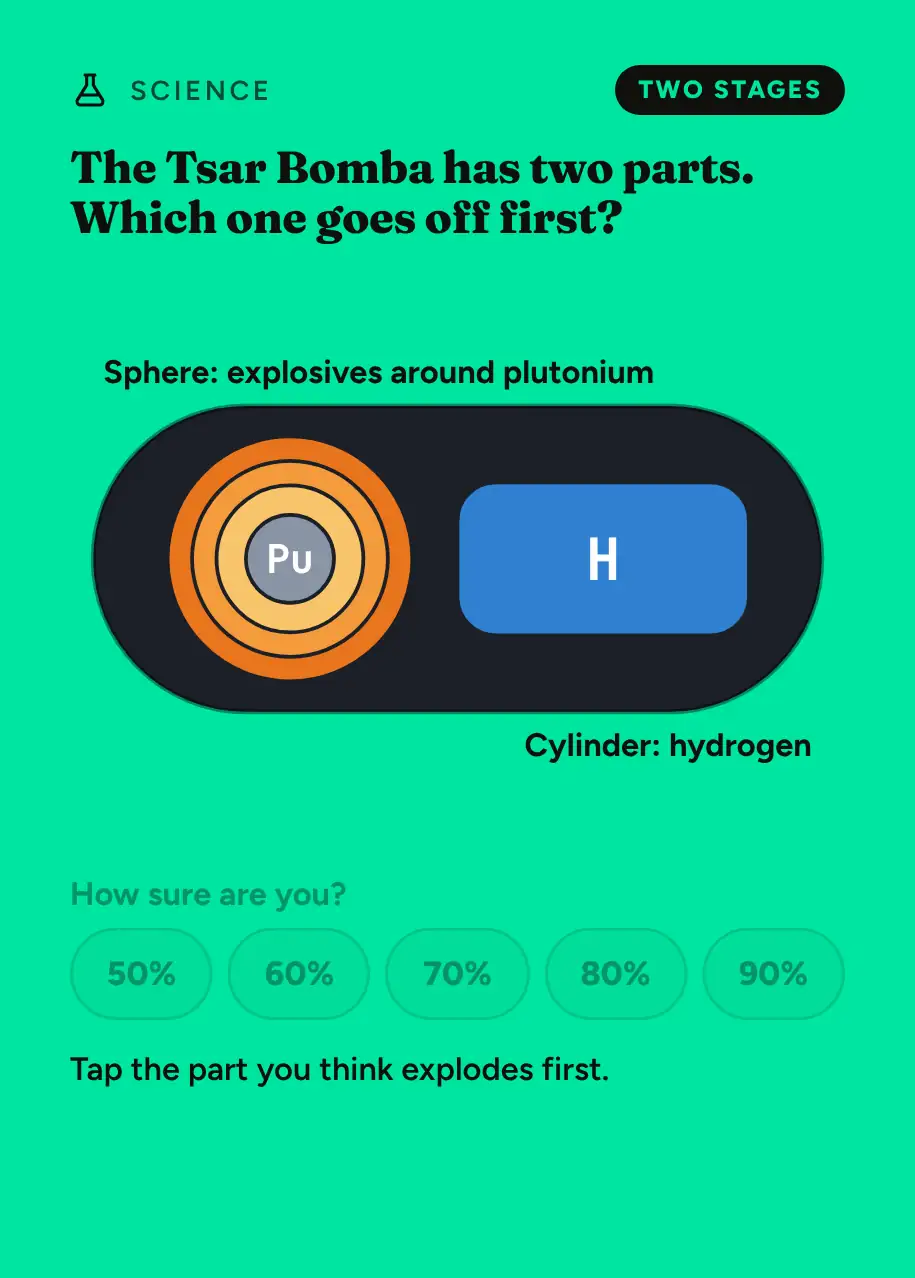 SCIENCE
TWO STAGES
The Tsar Bomba has two parts.
Which one goes off first?
Sphere: explosives around plutonium
Pu
H
Cylinder: hydrogen
How sure are you?
50%
60%
70%
80%
90%
Tap the part you think explodes first.